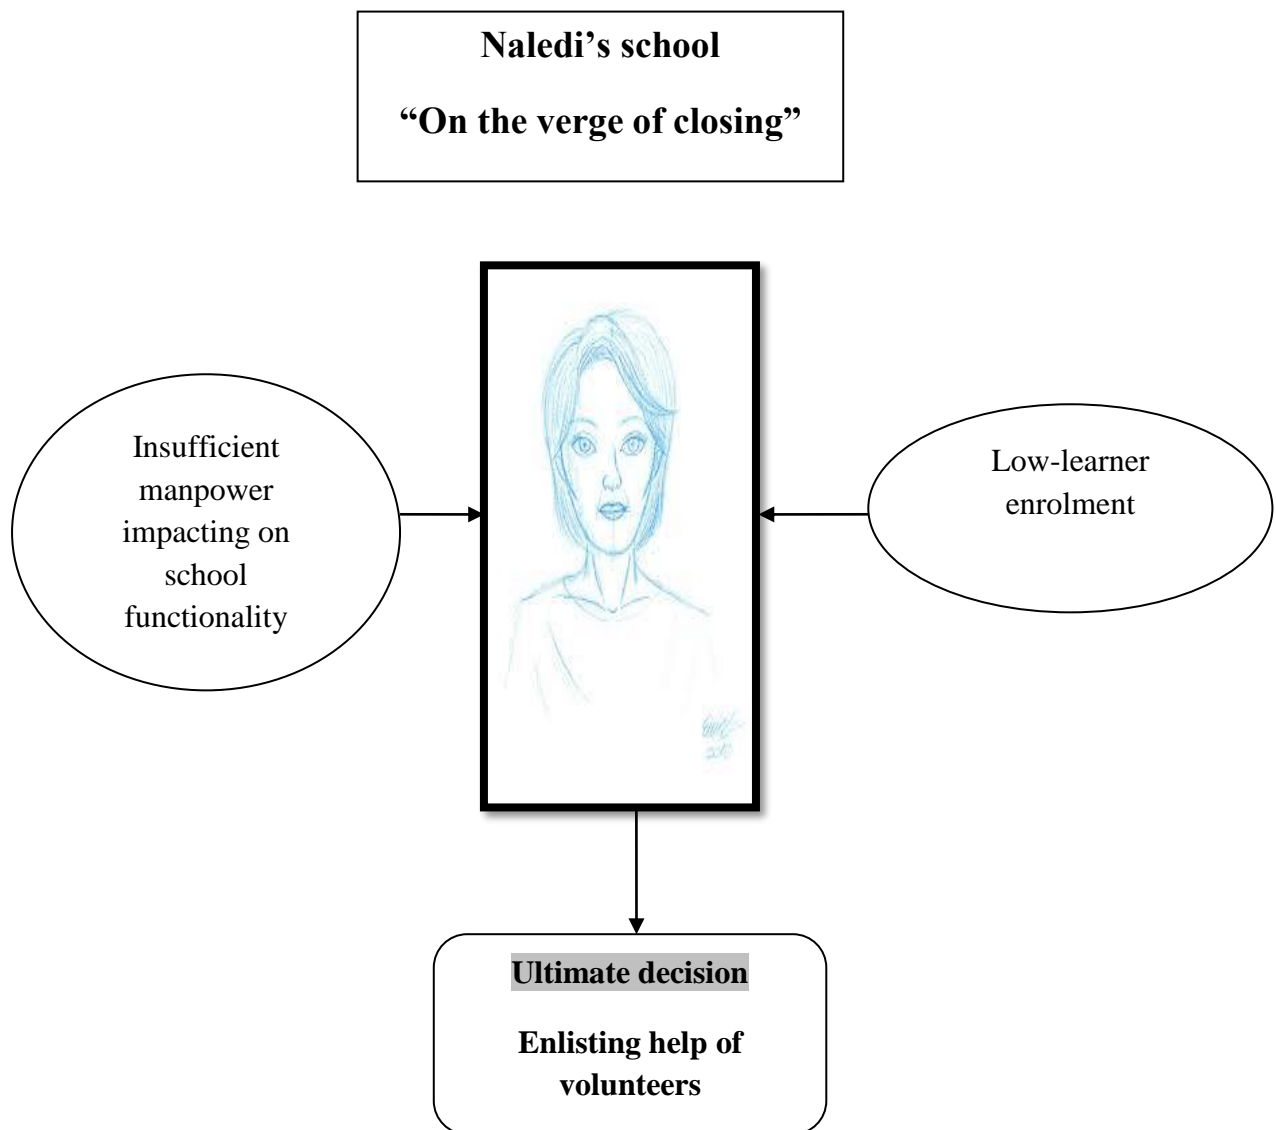 Naledi’s school
“On the verge of closing”
Insufficient
manpower
impacting on
school
functionality
Low-learner
enrolment
Ultimate decision
Enlisting help of
volunteers